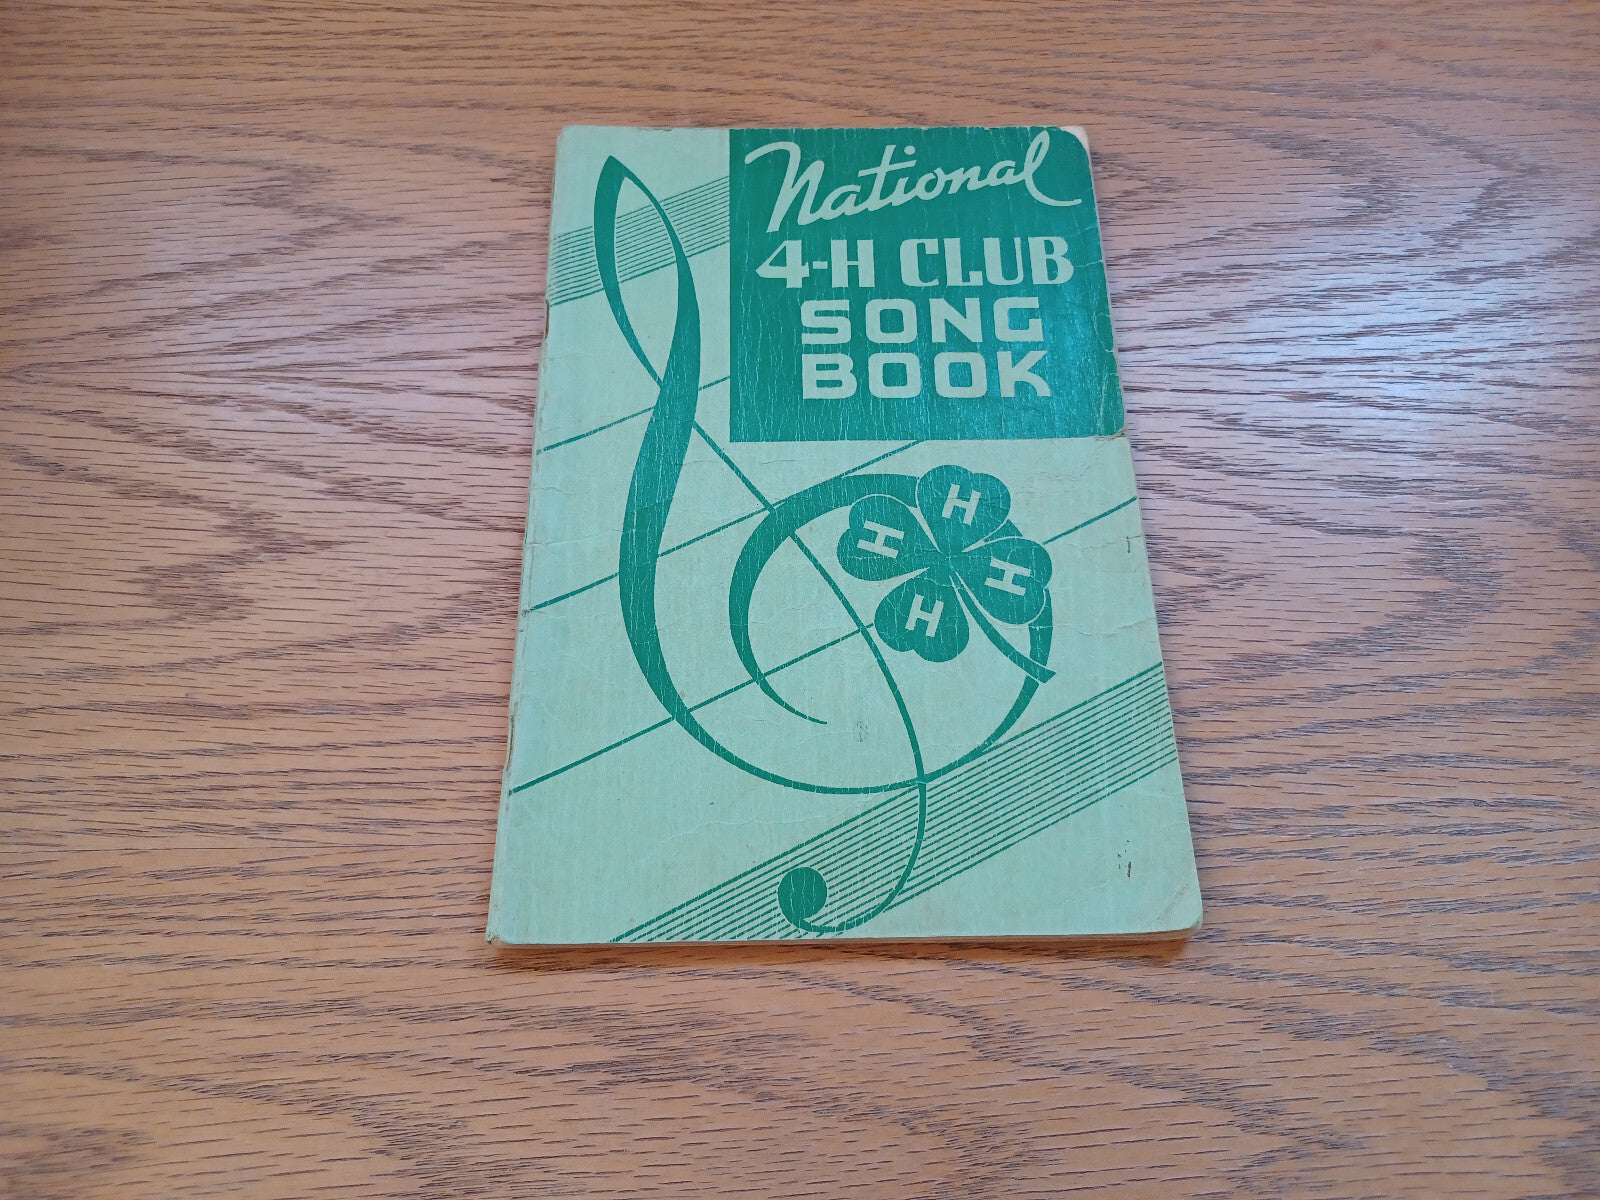 National
4-H CLUB
SONG
BOOK
H
H
H
H